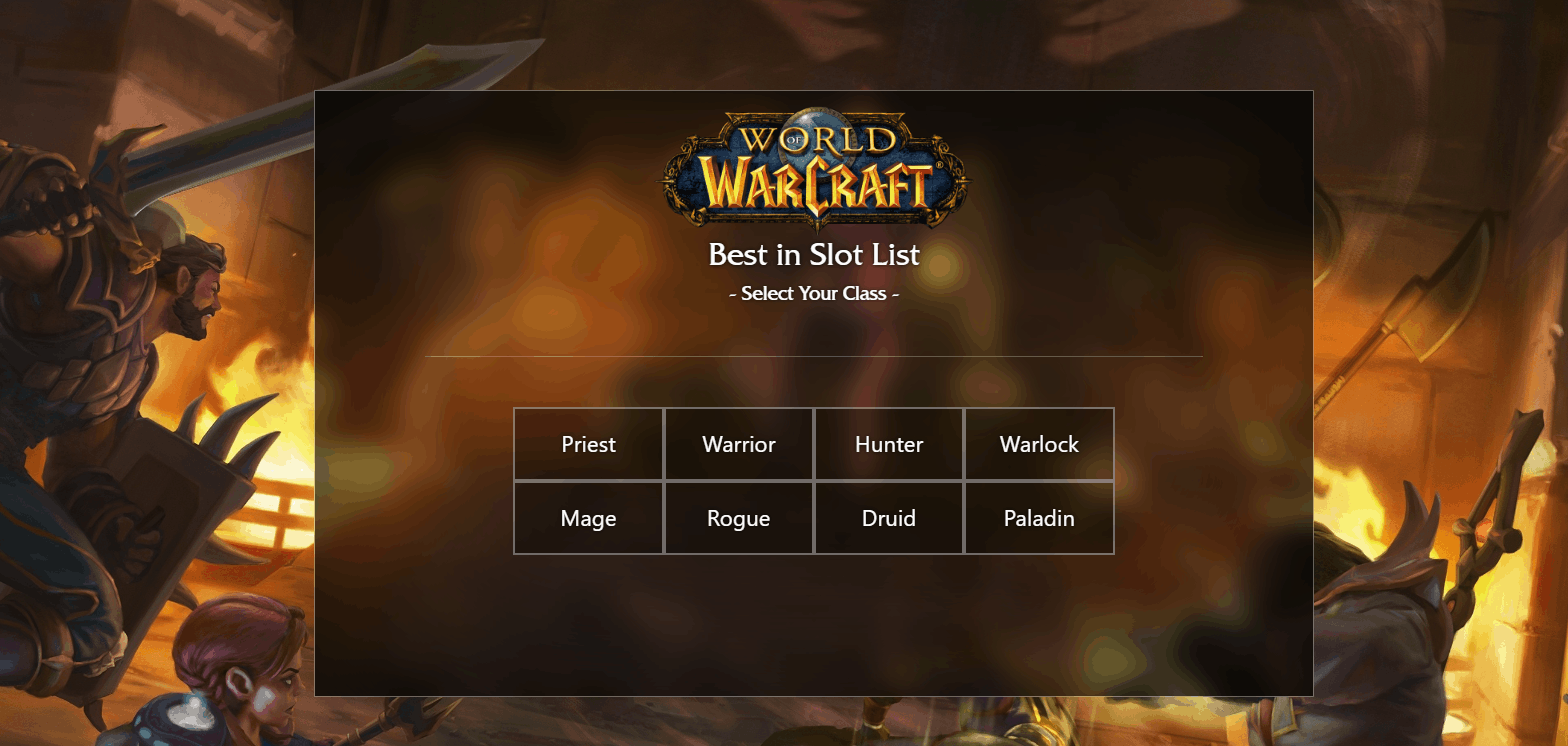 WORLD OF
WARCRAFT®
Best in Slot List
- Select Your Class -
Priest Warrior Hunter Warlock
Mage Rogue Druid Paladin